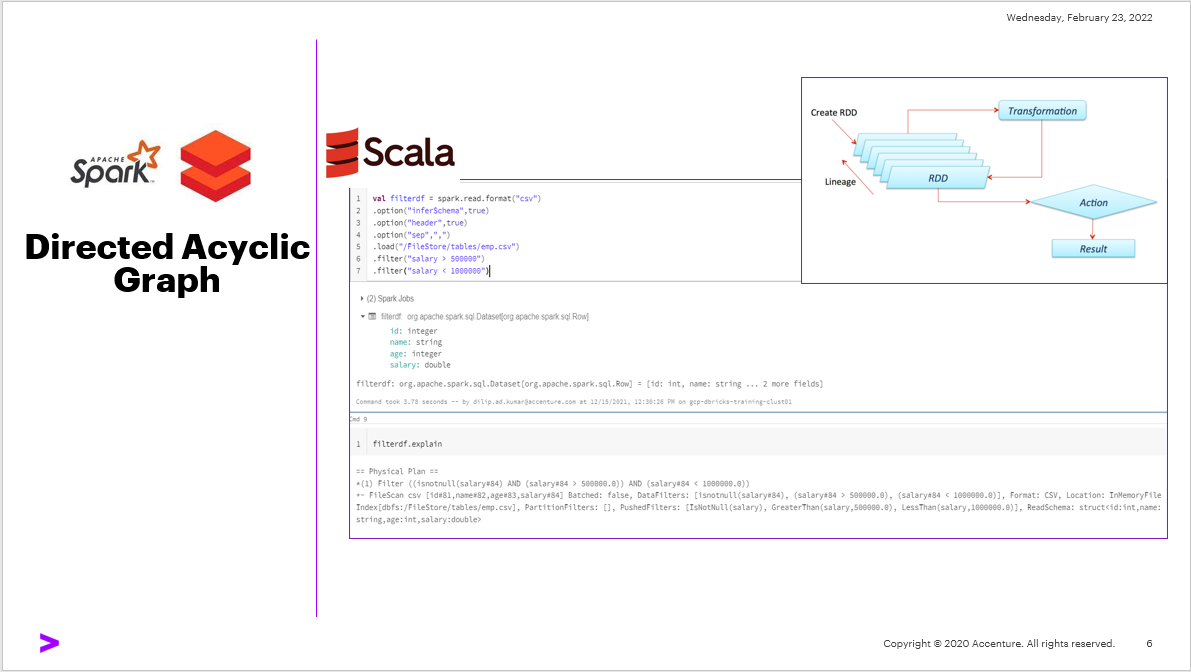 Wednesday, February 23, 2022
APACHE
Spark
Directed Acyclic
Graph
Scala
Create RDD
Transformation
Lineage
RDD
Action
Result
1 val filterdf = spark.read.format("csv")
2 .option("inferSchema",true)
3 .option("header",true)
4 .option("sep",",")
5 .load("/FileStore/tables/emp.csv")
6 .filter("salary > 500000")
7 .filter("salary < 1000000")
(2) Spark Jobs
filterdf: org.apache.spark.sql.Dataset[org.apache.spark.sql.Row]
id: integer
name: string
age: integer
salary: double
filterdf: org.apache.spark.sql.Dataset[org.apache.spark.sql.Row] = [id: int, name: string ... 2 more fields]
Command took 3.78 seconds -- by dilip.ad.kumar@accenture.com at 12/15/2021, 12:30:26 PM on gcp-dbricks-training-clust01
Cmd 9
1 filterdf.explain
== Physical Plan ==
*(1) Filter ((isnotnull(salary#84) AND (salary#84 > 500000.0)) AND (salary#84 < 1000000.0))
+- FileScan csv [id#81,name#82,age#83,salary#84] Batched: false, DataFilters: [isnotnull(salary#84), (salary#84 > 500000.0), (salary#84 < 1000000.0)], Format: CSV, Location: InMemoryFile
Index[dbfs:/FileStore/tables/emp.csv], PartitionFilters: [], PushedFilters: [IsNotNull(salary), GreaterThan(salary,500000.0), LessThan(salary,1000000.0)], ReadSchema: struct<id:int,name:
string,age:int,salary:double>
Copyright © 2020 Accenture. All rights reserved. 6